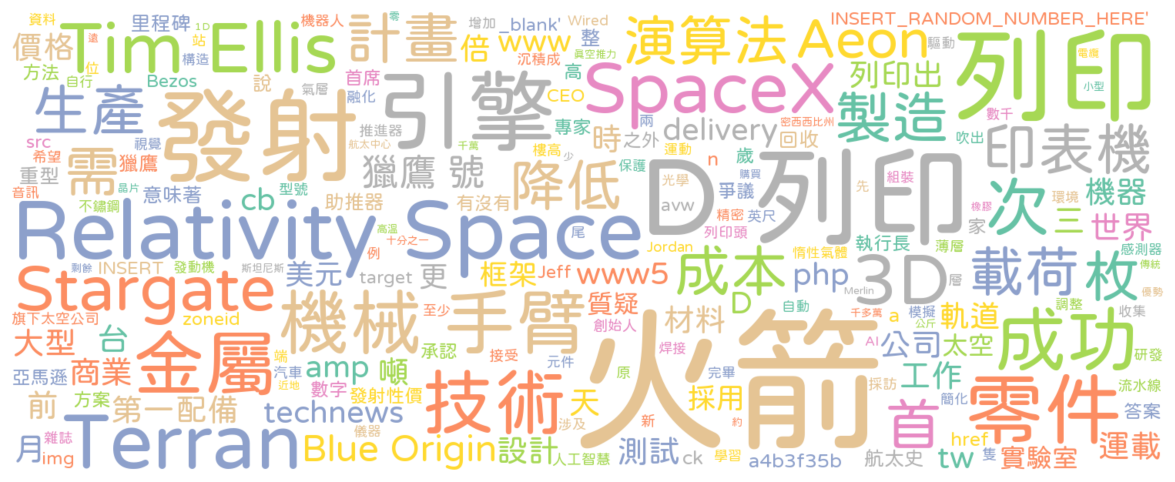 資料
里程碑
1D
機器人
零
增加
_blank'
Wired
整
演算法
INSERT_RANDOM_NUMBER_HERE'
價格
Tim Ellis
站
遠
位
計畫
倍
www
沉積成
Aeon
驅動
真空推力
電纜
列印
方法
自行
構造
Bezos
說
首席
融化
氣層
高
CEO
SpaceX
列印出
小型
生產
發射
引擎
推進器
航太中心
專家
兩
千萬
時
之外
密西西比州
delivery
回收
製造
吹出
數千
印表機
src
希望
視覺
獵鷹
重型
需
獵鷹 號
樓高
少
保護
運動
n
歲
光學
購買
爭議
先
組裝
音訊
晶片
不鏽鋼
意味著
型號
cb
助推器
有沒有
降低
avw
精密
英尺
D 列印
家
橡膠
環境
次
機器
三
世界
Relativity Space
高溫
十分之一
尾
列印頭
Jordan
惰性氣體
執行長
薄層
感測器
傳統
優勢
剩餘
INSERT
發動機
斯坦尼斯
例
美元
target
更
框架
Jeff
www5
成本
php
3D
層
載荷
枚
Stargate
機械 手臂
至少
質疑
D
自動
Merlin
調整
收集
旗下太空公司
zoneid
創始人
材料
a
模擬
千多萬
公斤
軌道
成功
大型
台
金屬
端
承認
接受
技術
火箭
焊接
AI
公司
太空
研發
亞馬遜
商業
amp
汽車
近地
噸
元件
原
完畢
採訪
工作
簡化
零件
流水線
前
方案
第一配備
數字
發射性價
technews
儀器
天
涉及
新
採用
約
首
答案
月
雜誌
img
Terran
Blue Origin
設計
人工智慧
測試
ck
學習
a4b3f35b
航太史
tw
href
隻
實驗室
運載